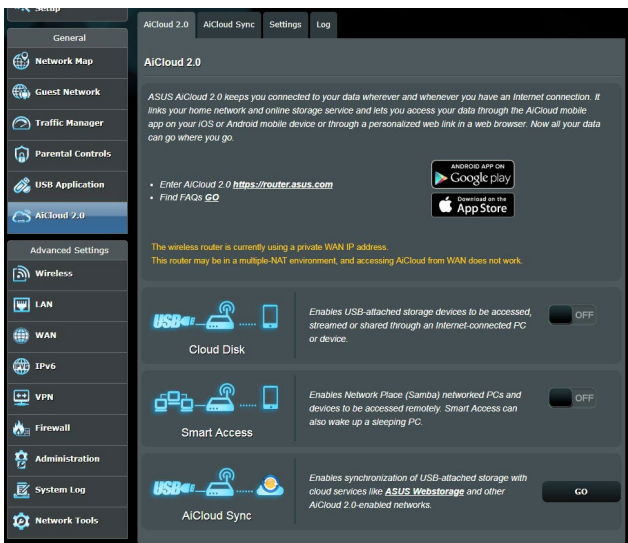 Setup
General
Network Map
Guest Network
Traffic Manager
Parental Controls
USB Application
AiCloud 2.0
Advanced Settings
Wireless
LAN
WAN
IPv6
VPN
Firewall
Administration
System Log
Network Tools
AiCloud 2.0 AiCloud Sync Settings Log
AiCloud 2.0
ASUS AiCloud 2.0 keeps you connected to your data wherever and whenever you have an Internet connection. It
links your home network and online storage service and lets you access your data through the AiCloud mobile
app on your iOS or Android mobile device or through a personalized web link in a web browser. Now all your data
can go where you go.
• Enter AiCloud 2.0 https://router.asus.com
• Find FAQs GO
ANDROID APP ON
Google play
Download on the
App Store
The wireless router is currently using a private WAN IP address.
This router may be in a multiple-NAT environment, and accessing AiCloud from WAN does not work.
USB
Cloud Disk
Enables USB-attached storage devices to be accessed,
streamed or shared through an Internet-connected PC
or device.
OFF
Smart Access
Enables Network Place (Samba) networked PCs and
devices to be accessed remotely. Smart Access can
also wake up a sleeping PC.
OFF
USB
AiCloud Sync
Enables synchronization of USB-attached storage with
cloud services like ASUS Webstorage and other
AiCloud 2.0-enabled networks.
GO